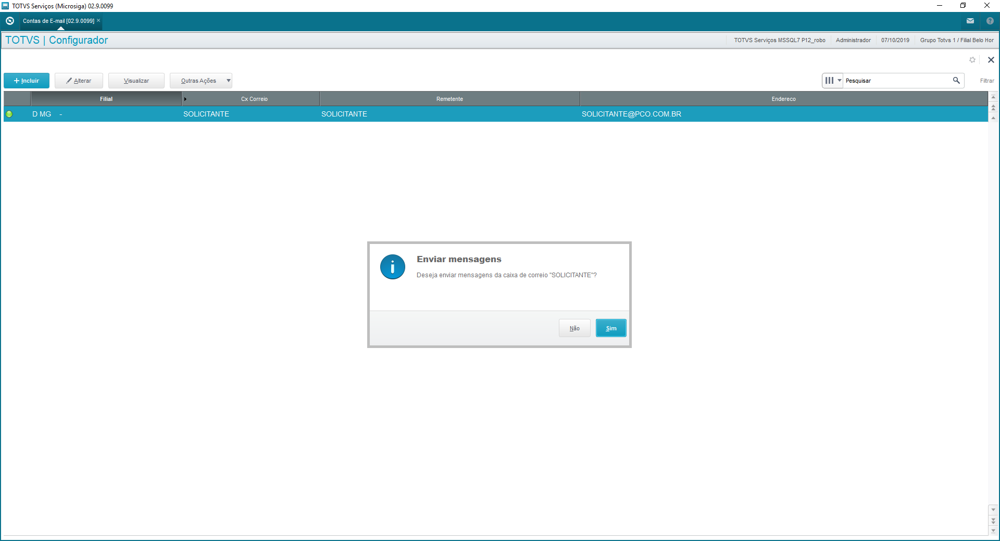 TOTVS Serviços (Microsiga) 02.9.0099
Contas de E-mail [02.9.0099] ×
TOTVS | Configurador
TOTVS Serviços MSSQL7 P12_robo Administrador 07/10/2019 Grupo Totvs 1 / Filial Belo Hor
+ Incluir Alterar Visualizar Outras Ações Pesquisar Filtrar
Filial Cx Correio Remetente Endereco
D MG - SOLICITANTE SOLICITANTE SOLICITANTE@PCO.COM.BR
Enviar mensagens
Deseja enviar mensagens da caixa de correio "SOLICITANTE"?
Não Sim